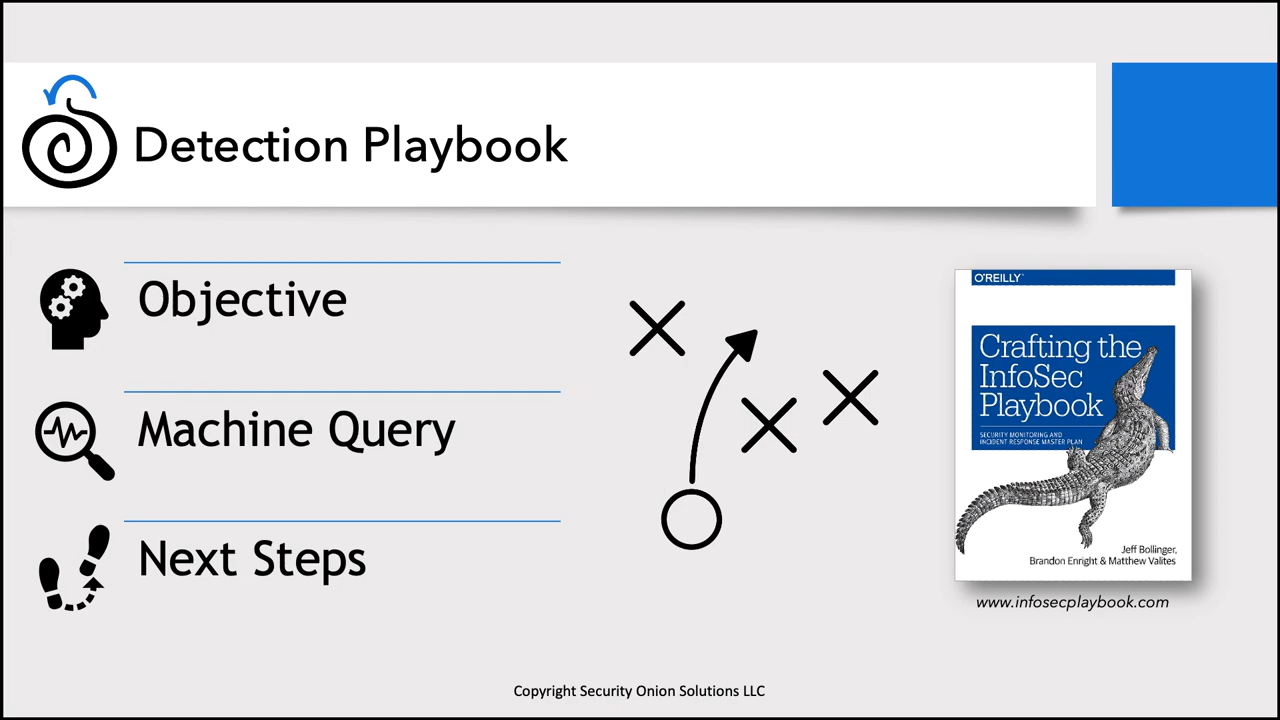 Detection Playbook
Objective
Machine Query
Next Steps
O'REILLY®
Crafting the
InfoSec
Playbook
SECURITY MONITORING AND
INCIDENT RESPONSE MASTER PLAN
Jeff Bollinger,
Brandon Enright & Matthew Valites
www.infosecplaybook.com
Copyright Security Onion Solutions LLC